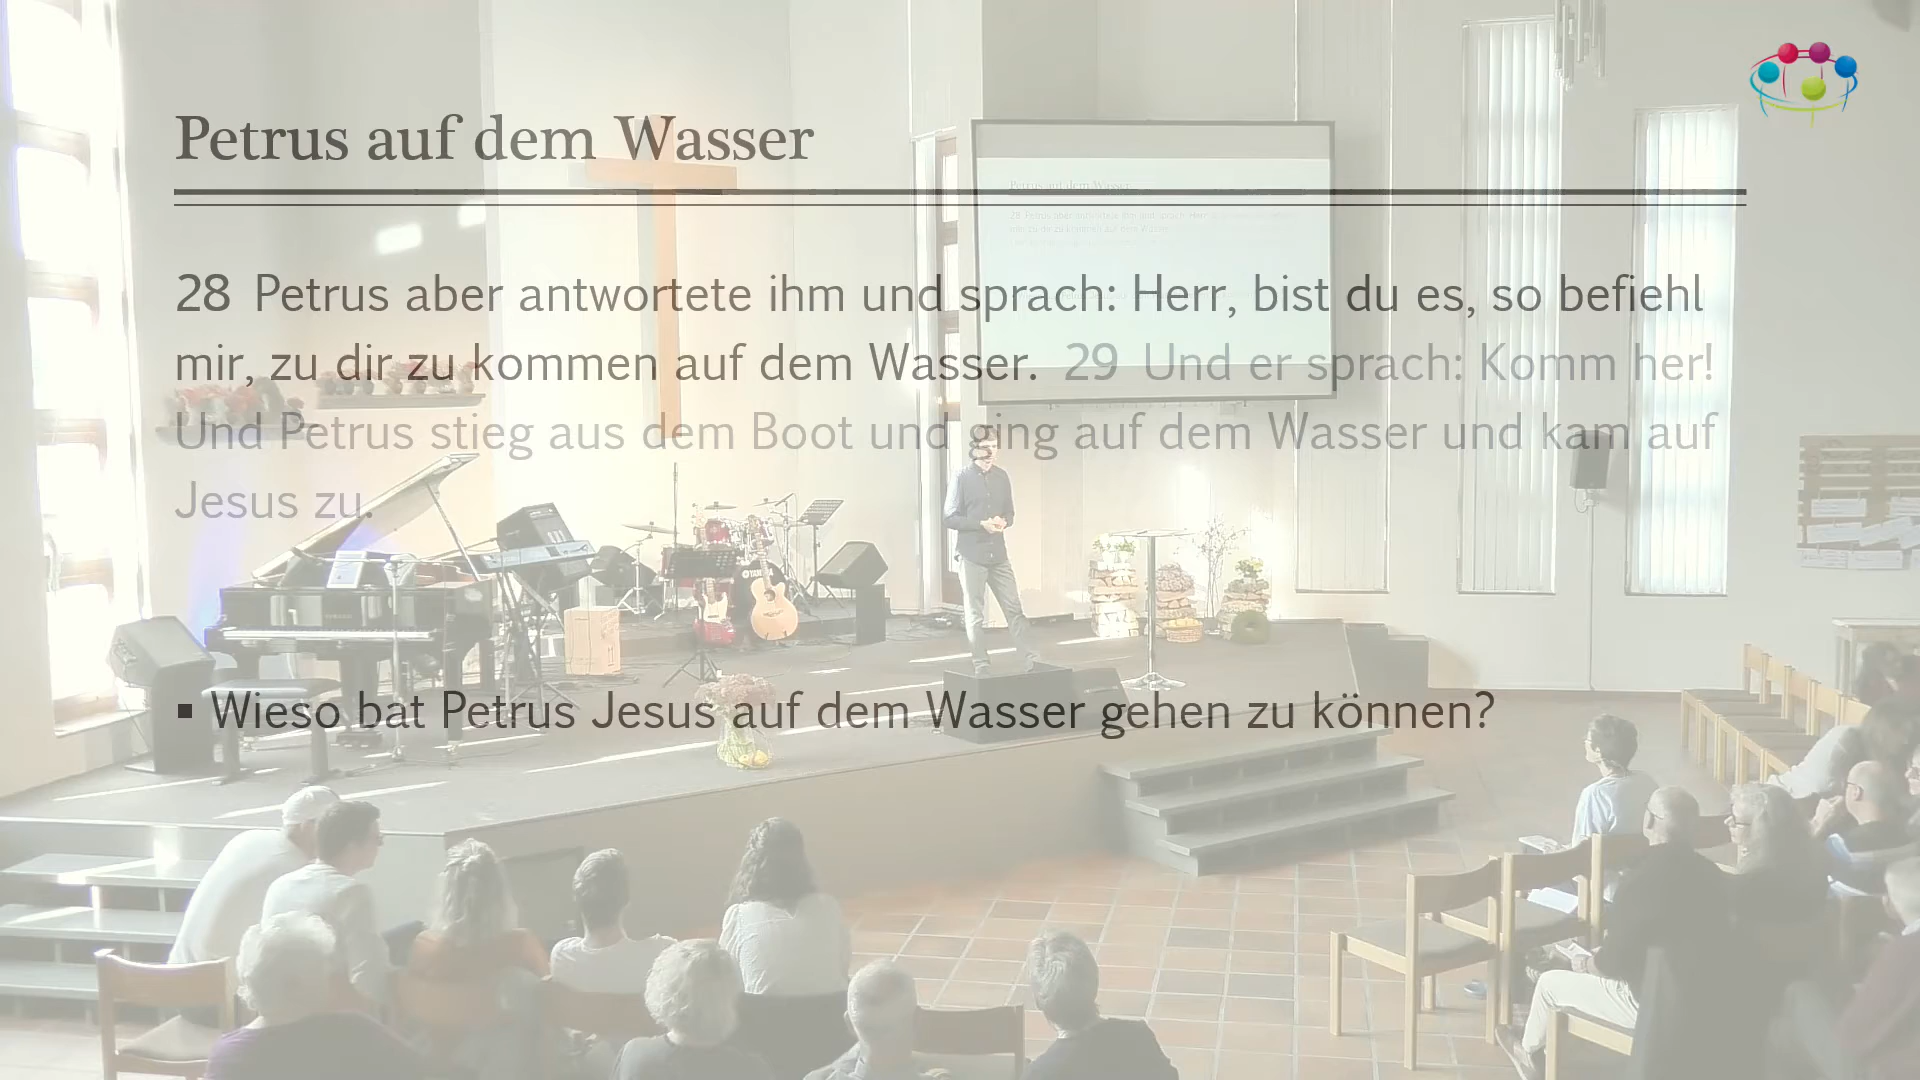 Petrus auf dem Wasser
28 Petrus aber antwortete ihm und sprach: Herr, bist du es, so befiehl
mir, zu dir zu kommen auf dem Wasser. 29 Und er sprach: Komm her!
Und Petrus stieg aus dem Boot und ging auf dem Wasser und kam auf
Jesus zu.
▪ Wieso bat Petrus Jesus auf dem Wasser gehen zu können?